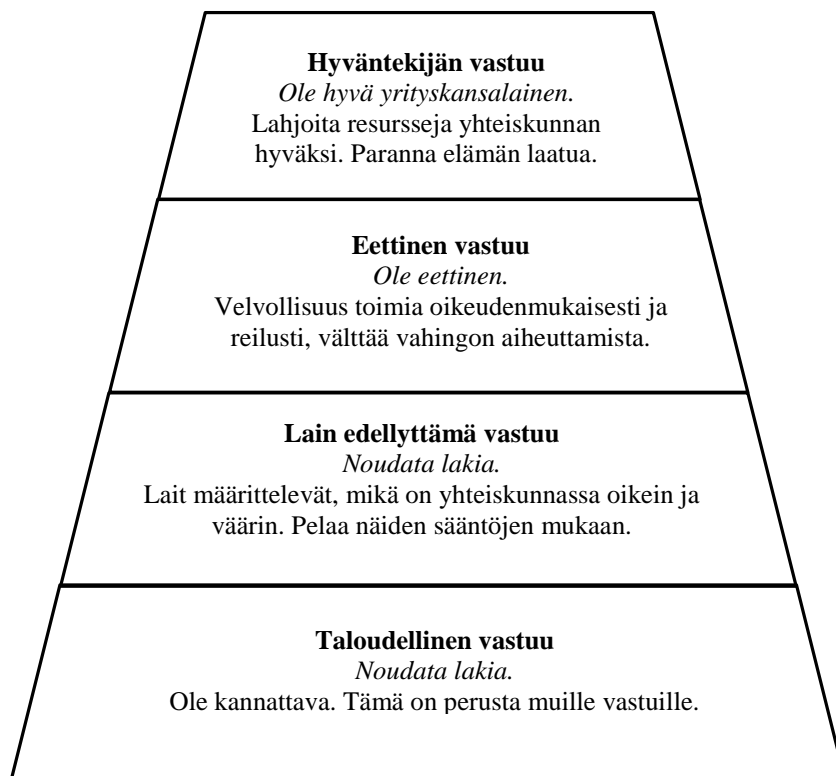 Hyväntekijän vastuu
Ole hyvä yrityskansalainen.
Lahjoita resursseja yhteiskunnan
hyväksi. Paranna elämän laatua.
Eettinen vastuu
Ole eettinen.
Velvollisuus toimia oikeudenmukaisesti ja
reilusti, välttää vahingon aiheuttamista.
Lain edellyttämä vastuu
Noudata lakia.
Lait määrittelevät, mikä on yhteiskunnassa oikein ja
väärin. Pelaa näiden sääntöjen mukaan.
Taloudellinen vastuu
Noudata lakia.
Ole kannattava. Tämä on perusta muille vastuille.